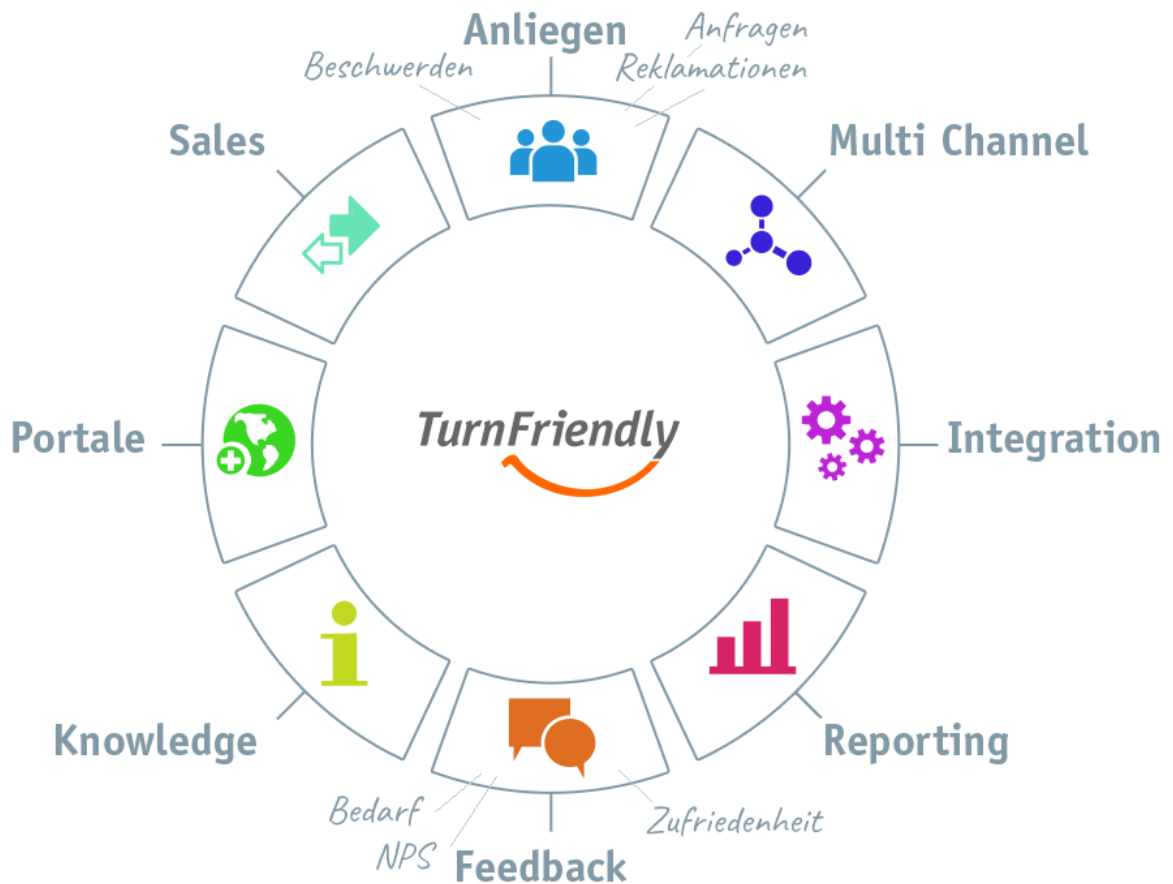 Anliegen
Anfragen
Beschwerden
Reklamationen
Sales
Multi Channel
TurnFriendly
Portale
Integration
Knowledge
Reporting
Bedarf
Zufriedenheit
NPS
Feedback